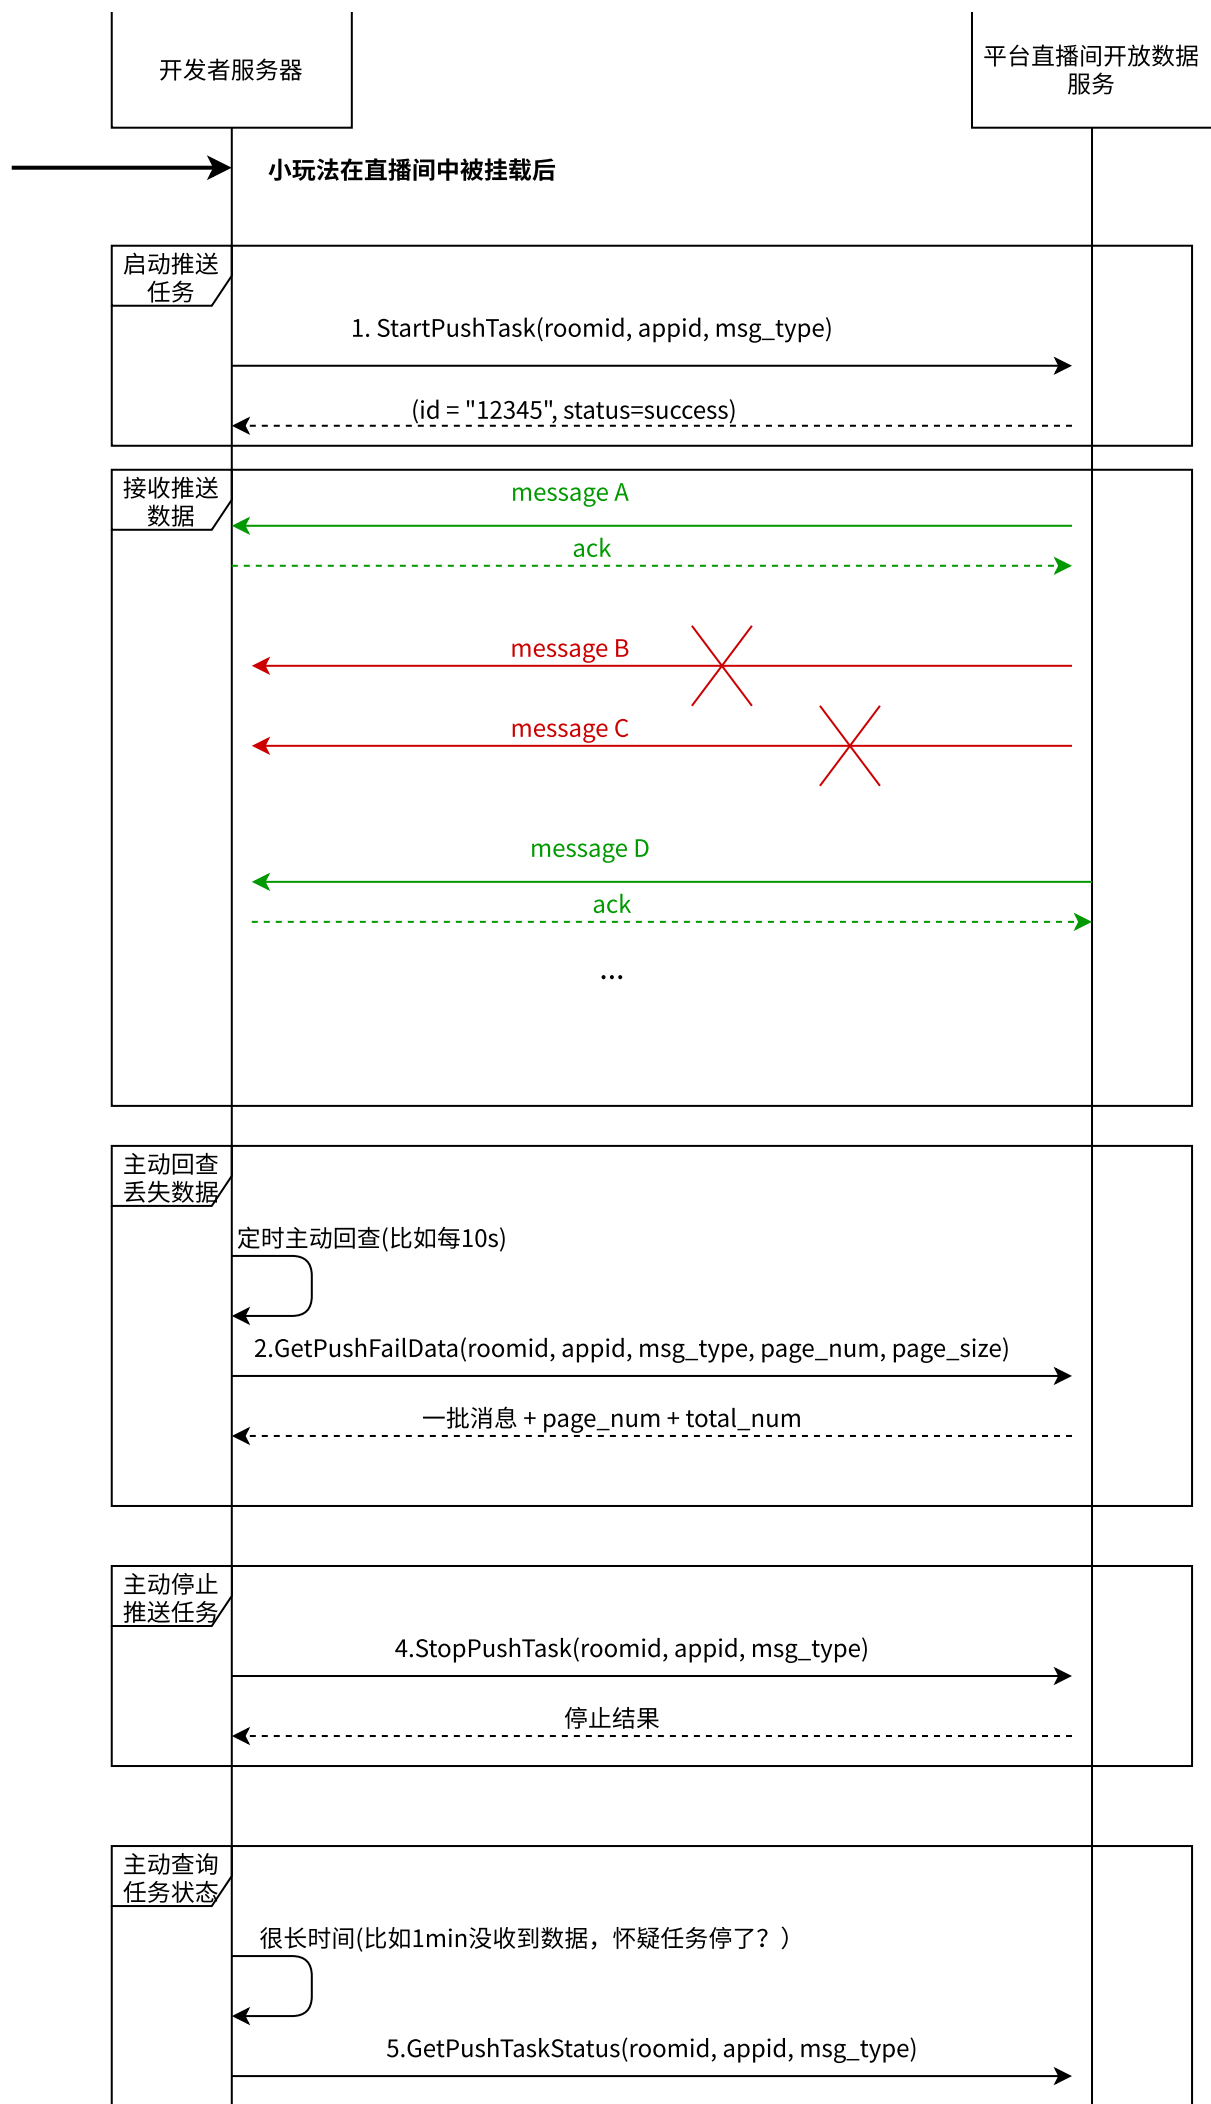 开发者服务器
平台直播间开放数据
服务
小玩法在直播间中被挂载后
启动推送
任务
1. StartPushTask(roomid, appid, msg_type)
(id = "12345", status=success)
接收推送
数据
message A
ack
message B
message C
message D
ack
...
主动回查
丢失数据
定时主动回查(比如每10s)
2.GetPushFailData(roomid, appid, msg_type, page_num, page_size)
一批消息 + page_num + total_num
主动停止
推送任务
4.StopPushTask(roomid, appid, msg_type)
停止结果
主动查询
任务状态
很长时间(比如1min没收到数据，怀疑任务停了？）
5.GetPushTaskStatus(roomid, appid, msg_type)